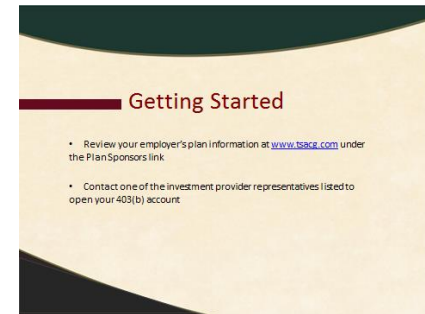 Getting Started
• Review your employer's plan information at www.tsacg.com under
the Plan Sponsors link
• Contact one of the investment provider representatives listed to
open your 403(b) account